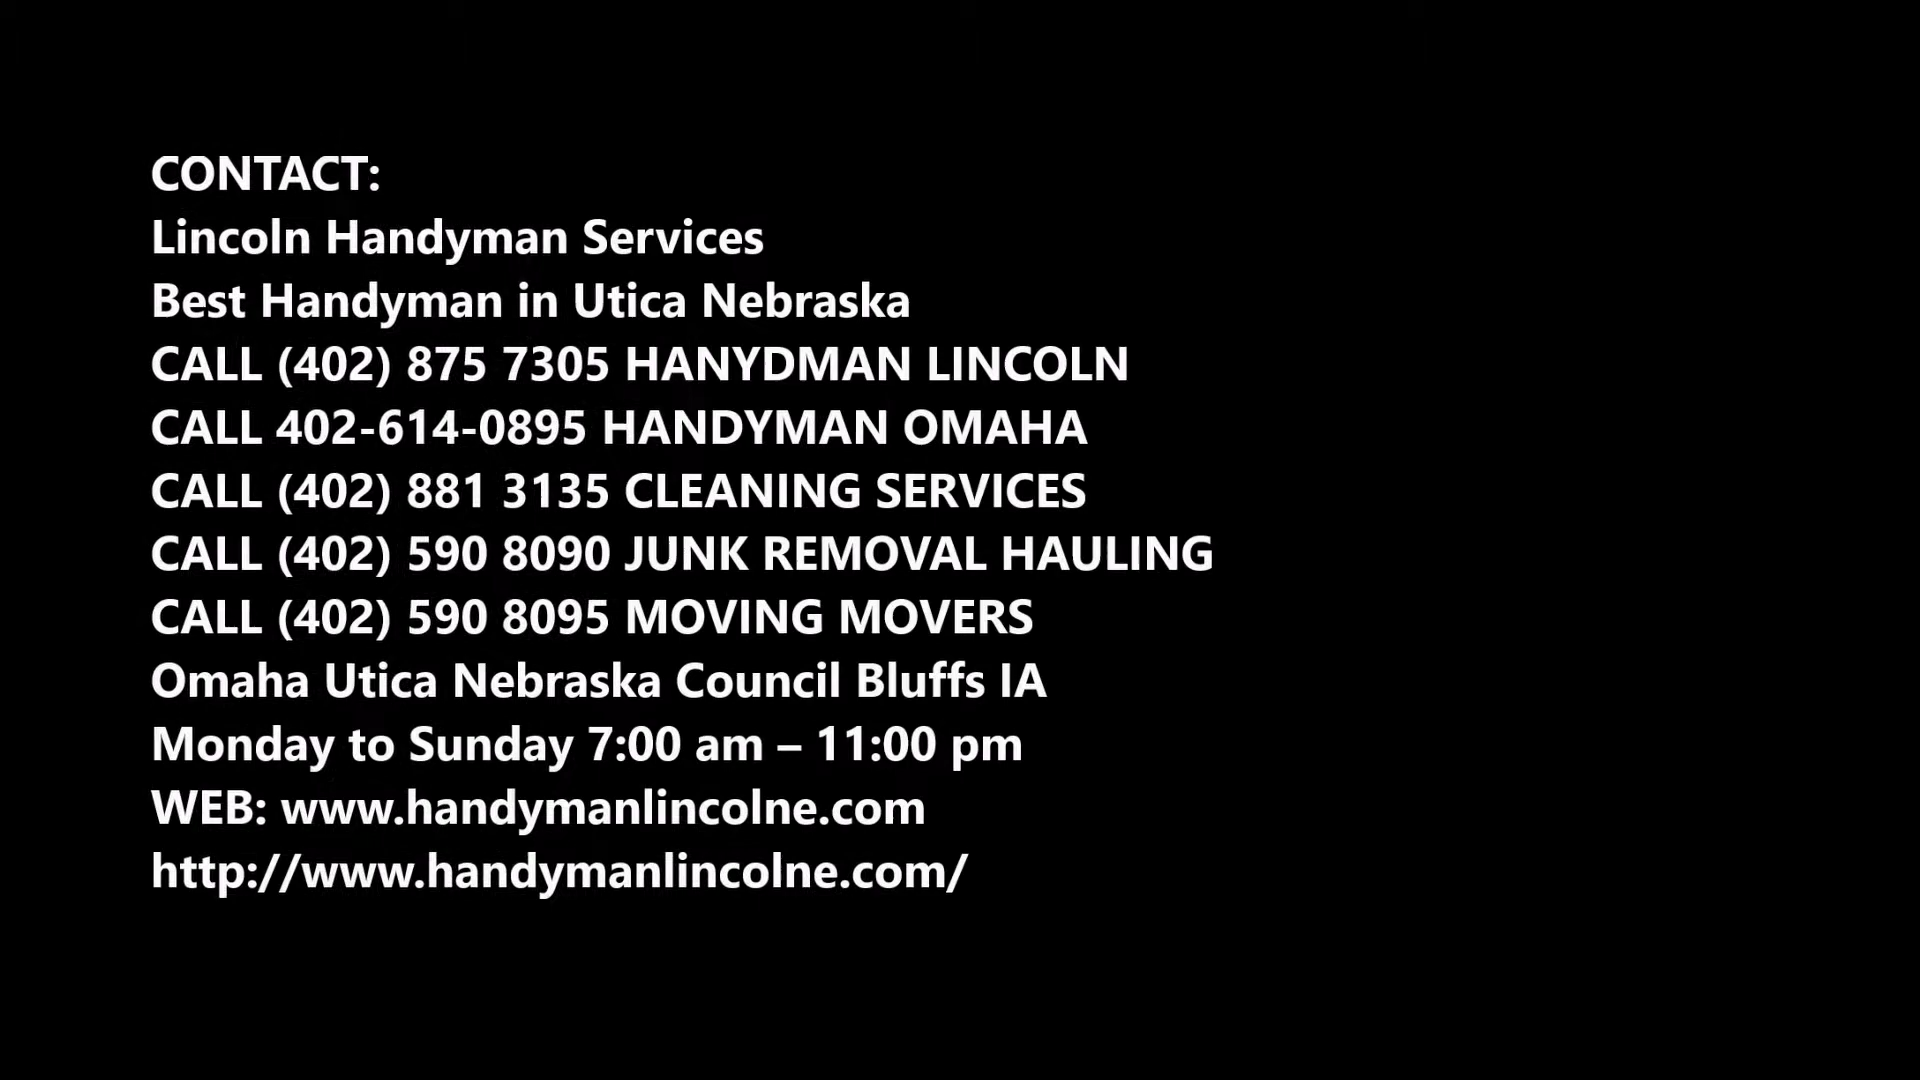 CONTACT:
Lincoln Handyman Services
Best Handyman in Utica Nebraska
CALL (402) 875 7305 HANYDMAN LINCOLN
CALL 402-614-0895 HANDYMAN OMAHA
CALL (402) 881 3135 CLEANING SERVICES
CALL (402) 590 8090 JUNK REMOVAL HAULING
CALL (402) 590 8095 MOVING MOVERS
Omaha Utica Nebraska Council Bluffs IA
Monday to Sunday 7:00 am – 11:00 pm
WEB: www.handymanlincolne.com
http://www.handymanlincolne.com/